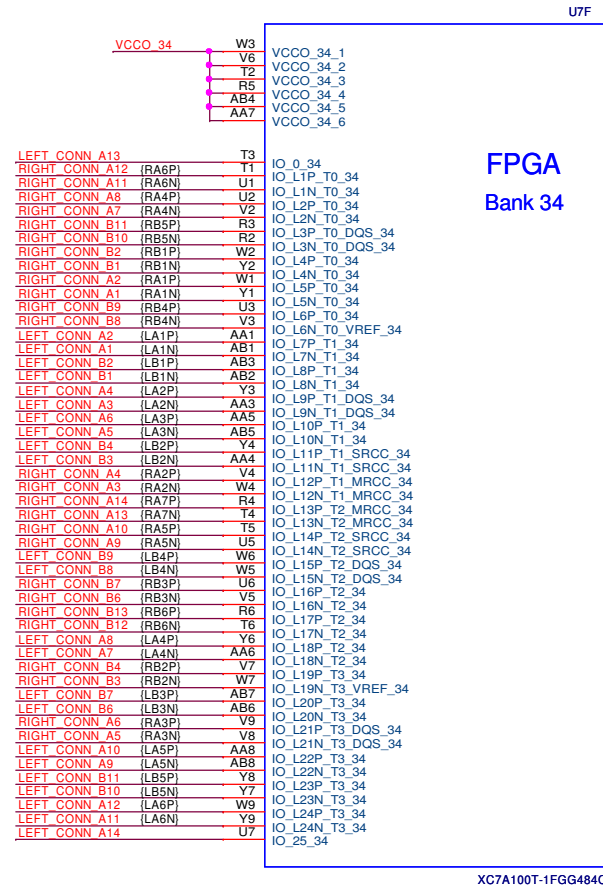 U7F
VCCO_34 W3 VCCO_34_1
V6 VCCO_34_2
T2 VCCO_34_3
R5 VCCO_34_4
AB4 VCCO_34_5
AA7 VCCO_34_6
FPGA
Bank 34
LEFT_CONN_A13 T3 IO_0_34
RIGHT_CONN_A12 {RA6P} T1 IO_L1P_T0_34
RIGHT_CONN_A11 {RA6N} U1 IO_L1N_T0_34
RIGHT_CONN_A8 {RA4P} U2 IO_L2P_T0_34
RIGHT_CONN_A7 {RA4N} V2 IO_L2N_T0_34
RIGHT_CONN_B11 {RB5P} R3 IO_L3P_T0_DQS_34
RIGHT_CONN_B10 {RB5N} R2 IO_L3N_T0_DQS_34
RIGHT_CONN_B2 {RB1P} W2 IO_L4P_T0_34
RIGHT_CONN_B1 {RB1N} Y2 IO_L4N_T0_34
RIGHT_CONN_A2 {RA1P} W1 IO_L5P_T0_34
RIGHT_CONN_A1 {RA1N} Y1 IO_L5N_T0_34
RIGHT_CONN_B9 {RB4P} U3 IO_L6P_T0_34
RIGHT_CONN_B8 {RB4N} V3 IO_L6N_T0_VREF_34
LEFT_CONN_A2 {LA1P} AA1 IO_L7P_T1_34
LEFT_CONN_A1 {LA1N} AB1 IO_L7N_T1_34
LEFT_CONN_B2 {LB1P} AB3 IO_L8P_T1_34
LEFT_CONN_B1 {LB1N} AB2 IO_L8N_T1_34
LEFT_CONN_A4 {LA2P} Y3 IO_L9P_T1_DQS_34
LEFT_CONN_A3 {LA2N} AA3 IO_L9N_T1_DQS_34
LEFT_CONN_A6 {LA3P} AA5 IO_L10P_T1_34
LEFT_CONN_A5 {LA3N} AB5 IO_L10N_T1_34
LEFT_CONN_B4 {LB2P} Y4 IO_L11P_T1_SRCC_34
LEFT_CONN_B3 {LB2N} AA4 IO_L11N_T1_SRCC_34
RIGHT_CONN_A4 {RA2P} V4 IO_L12P_T1_MRCC_34
RIGHT_CONN_A3 {RA2N} W4 IO_L12N_T1_MRCC_34
RIGHT_CONN_A14 {RA7P} R4 IO_L13P_T2_MRCC_34
RIGHT_CONN_A13 {RA7N} T4 IO_L13N_T2_MRCC_34
RIGHT_CONN_A10 {RA5P} T5 IO_L14P_T2_SRCC_34
RIGHT_CONN_A9 {RA5N} U5 IO_L14N_T2_SRCC_34
LEFT_CONN_B9 {LB4P} W6 IO_L15P_T2_DQS_34
LEFT_CONN_B8 {LB4N} W5 IO_L15N_T2_DQS_34
RIGHT_CONN_B7 {RB3P} U6 IO_L16P_T2_34
RIGHT_CONN_B6 {RB3N} V5 IO_L16N_T2_34
RIGHT_CONN_B13 {RB6P} R6 IO_L17P_T2_34
RIGHT_CONN_B12 {RB6N} T6 IO_L17N_T2_34
LEFT_CONN_A8 {LA4P} Y6 IO_L18P_T2_34
LEFT_CONN_A7 {LA4N} AA6 IO_L18N_T2_34
RIGHT_CONN_B4 {RB2P} V7 IO_L19P_T3_34
RIGHT_CONN_B3 {RB2N} W7 IO_L19N_T3_VREF_34
LEFT_CONN_B7 {LB3P} AB7 IO_L20P_T3_34
LEFT_CONN_B6 {LB3N} AB6 IO_L20N_T3_34
RIGHT_CONN_A6 {RA3P} V9 IO_L21P_T3_DQS_34
RIGHT_CONN_A5 {RA3N} V8 IO_L21N_T3_DQS_34
LEFT_CONN_A10 {LA5P} AA8 IO_L22P_T3_34
LEFT_CONN_A9 {LA5N} AB8 IO_L22N_T3_34
LEFT_CONN_B11 {LB5P} Y8 IO_L23P_T3_34
LEFT_CONN_B10 {LB5N} Y7 IO_L23N_T3_34
LEFT_CONN_A12 {LA6P} W9 IO_L24P_T3_34
LEFT_CONN_A11 {LA6N} Y9 IO_L24N_T3_34
LEFT_CONN_A14 U7 IO_25_34
XC7A100T-1FGG484C